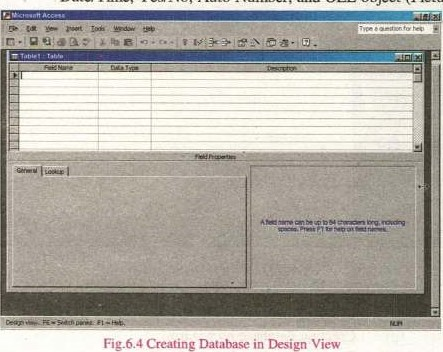 Date/Time, Yes/No, Auto Number, and OLE object (Pictu
Microsoft Access
File Edit View Insert Tools Window Help
Type a question for help
Table1 : Table
Field Name Data Type Description
Field Properties
General Lookup
A field name can be up to 64 characters long, including
spaces. Press F1 for help on field names.
Design view. F6 = Switch panes. F1 = Help.
NUM
Fig.6.4 Creating Database in Design View